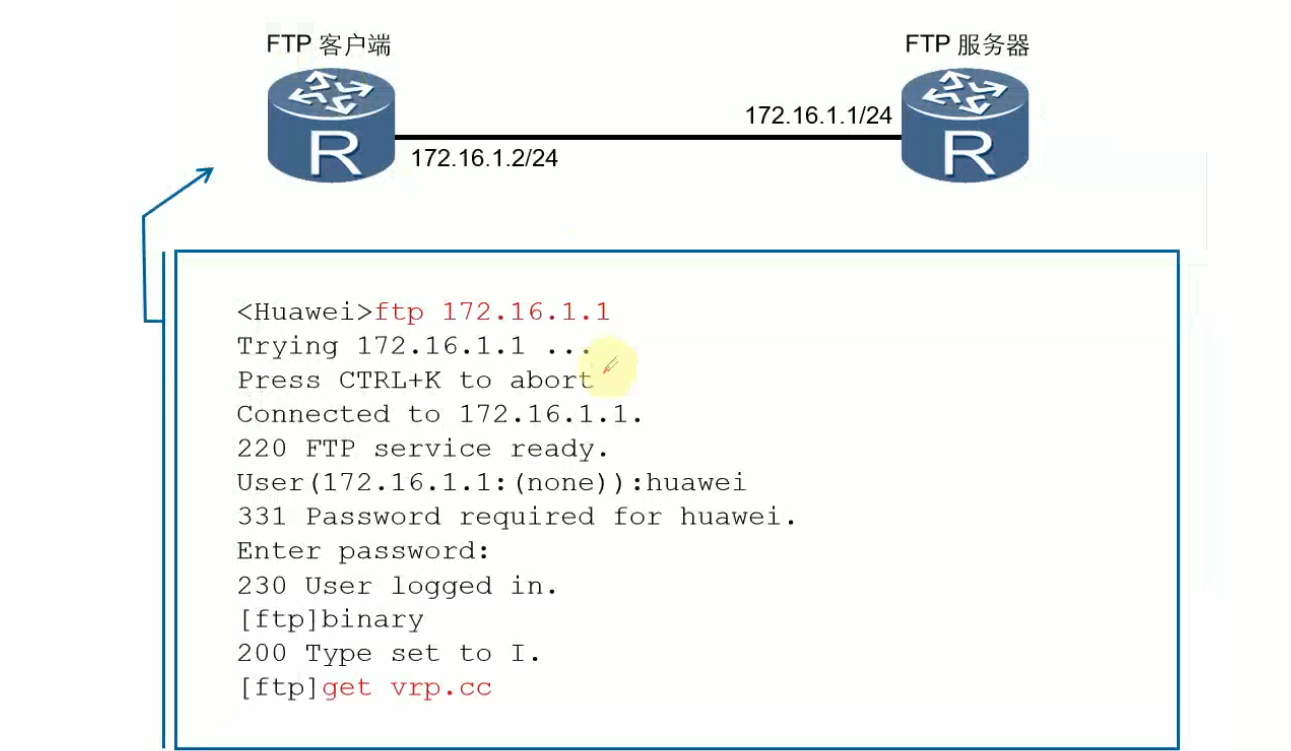 FTP 客户端
FTP 服务器
172.16.1.1/24
R
R
172.16.1.2/24
<Huawei>ftp 172.16.1.1
Trying 172.16.1.1 ...
Press CTRL+K to abort
Connected to 172.16.1.1.
220 FTP service ready.
User(172.16.1.1:(none)):huawei
331 Password required for huawei.
Enter password:
230 User logged in.
[ftp]binary
200 Type set to I.
[ftp]get vrp.cc